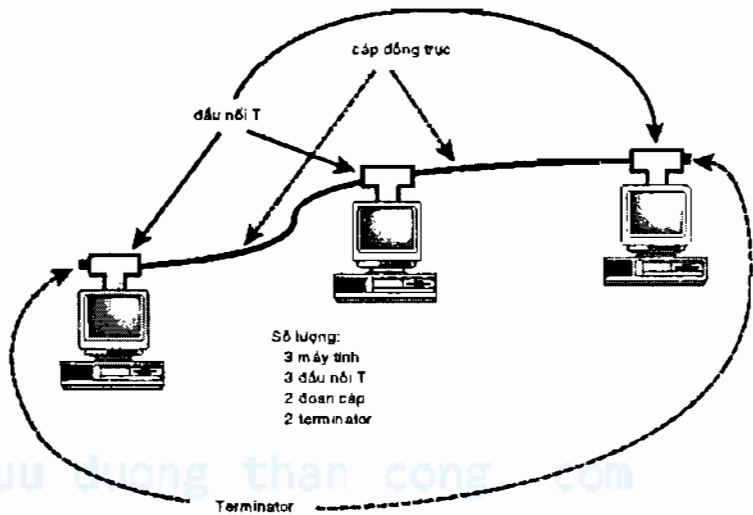 cáp đồng trục
đầu nối T
Số lượng:
3 máy tính
3 đầu nối T
2 đoạn cáp
2 terminator
uu duong than cong. com
Terminator